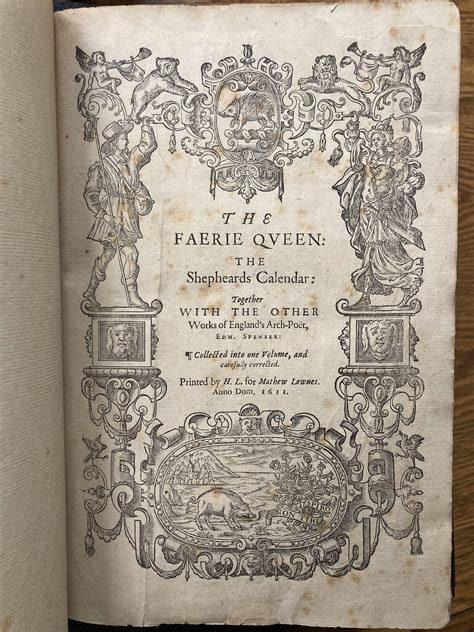 THE
FAERIE QVEEN:
THE
Shepheards Calendar:
Together
WITH THE OTHER
Works of England's Arch-Poët,
EDM. SPENSER:
¶ Collected into one Volume, and
carefully corrected.
Printed by H. L. for Mathew Lownes.
Anno Dom, 1611.